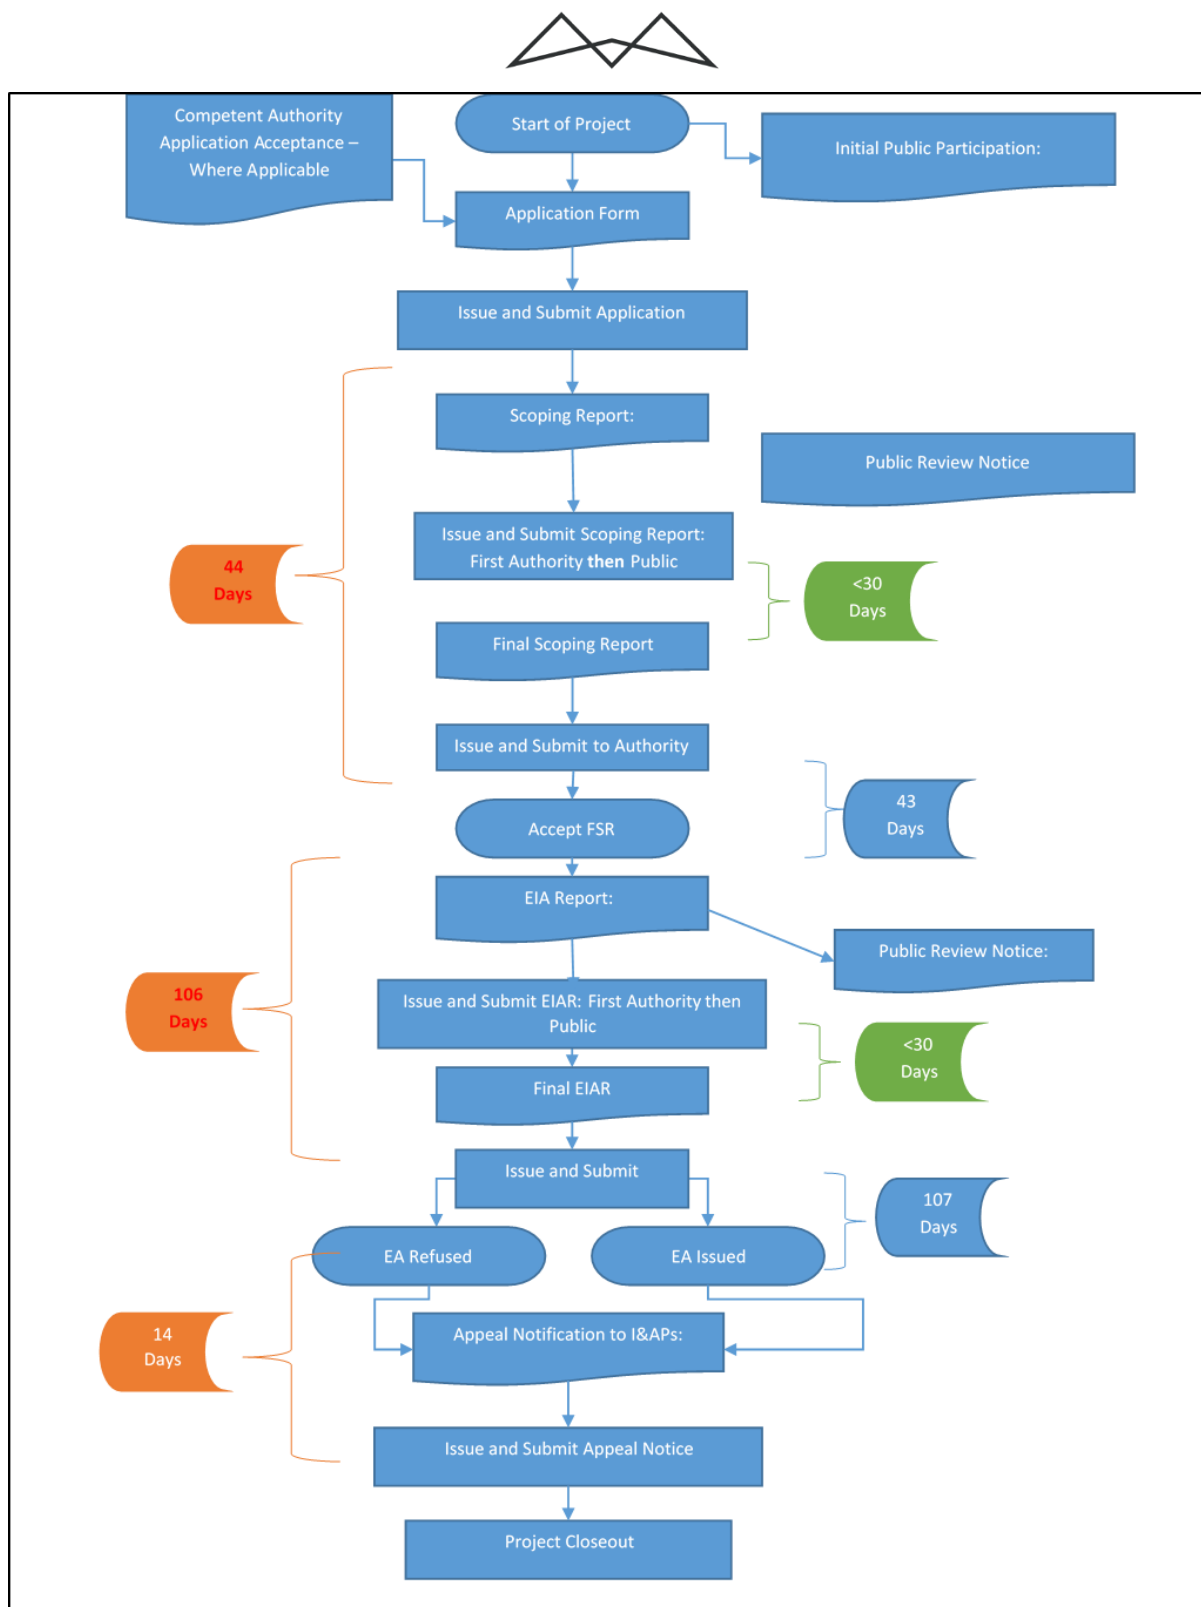 Competent Authority
Application Acceptance –
Where Applicable
Start of Project
Initial Public Participation:
Application Form
Issue and Submit Application
Scoping Report:
Public Review Notice
Issue and Submit Scoping Report:
First Authority then Public
44
Days
<30
Days
Final Scoping Report
Issue and Submit to Authority
43
Days
Accept FSR
EIA Report:
Public Review Notice:
106
Days
Issue and Submit EIAR: First Authority then
Public
<30
Days
Final EIAR
Issue and Submit
107
Days
EA Refused
EA Issued
14
Days
Appeal Notification to I&APs:
Issue and Submit Appeal Notice
Project Closeout